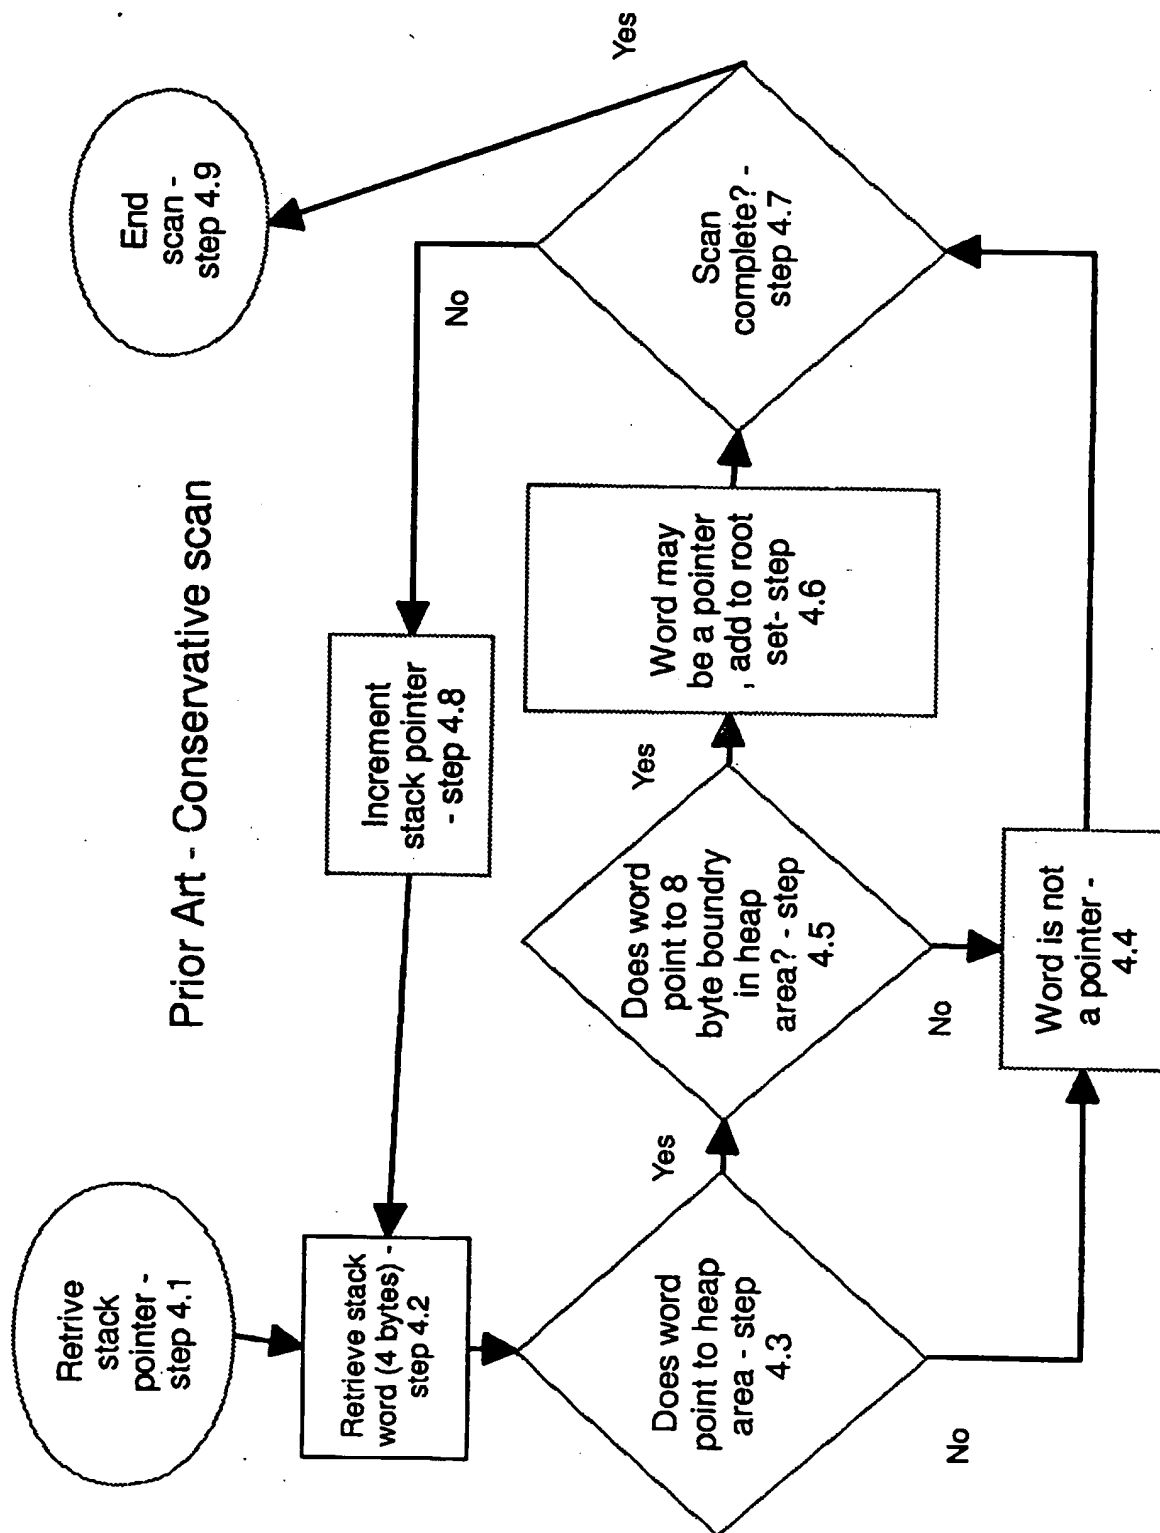 Prior Art - Conservative scan
Retrive
stack
pointer -
step 4.1
Retrieve stack
word (4 bytes) -
step 4.2
Does word
point to heap
area - step
4.3
No
Yes
Does word
point to 8
byte boundry
in heap
area? - step
4.5
No
Yes
Word is not
a pointer -
4.4
Word may
be a pointer
, add to root
set- step
4.6
Scan
complete? -
step 4.7
No
Yes
Increment
stack pointer
- step 4.8
End
scan -
step 4.9